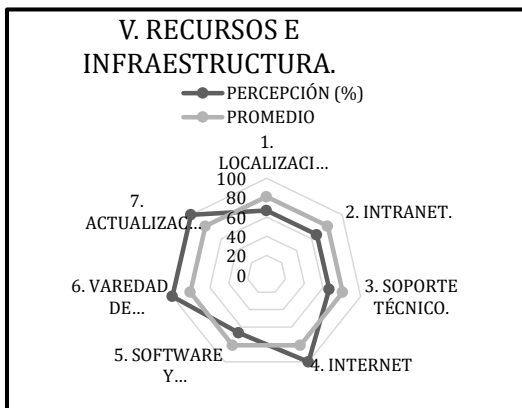 V. RECURSOS E
INFRAESTRUCTURA.
PERCEPCIÓN (%)
PROMEDIO
1.
LOCALIZACI...
100
80
60
40
20
0
2. INTRANET.
3. SOPORTE
TÉCNICO.
4. INTERNET
5. SOFTWARE
Y...
6. VAREDAD
DE...
7.
ACTUALIZAC...